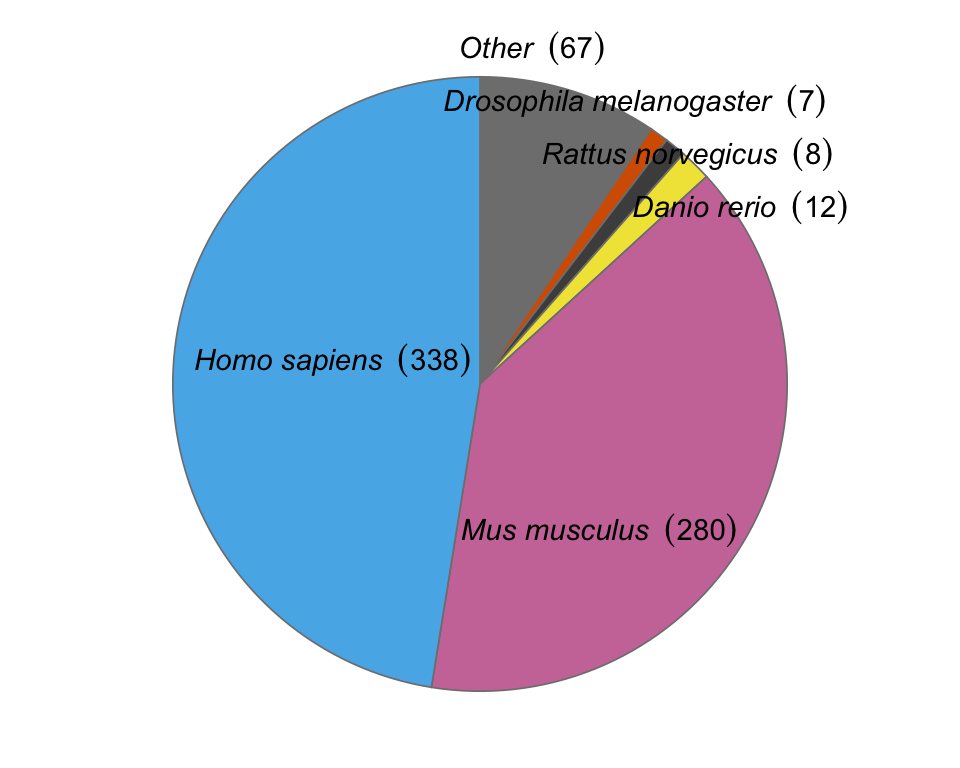 Other (67)
Drosophila melanogaster (7)
Rattus norvegicus (8)
Danio rerio (12)
Homo sapiens (338)
Mus musculus (280)